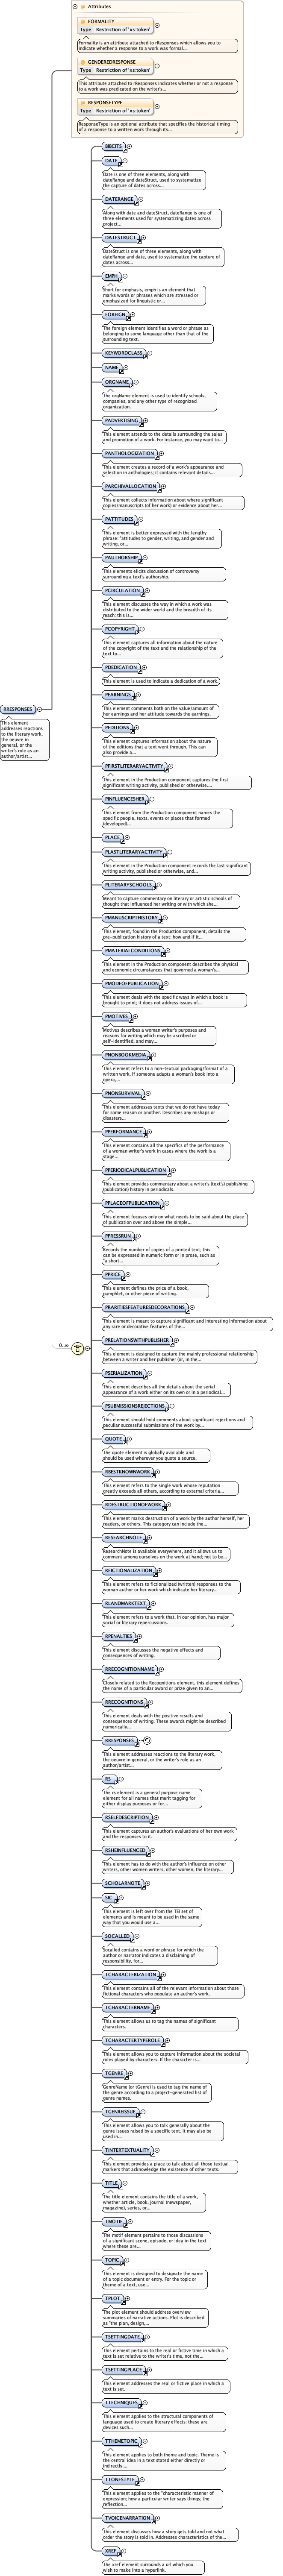 Attributes
FORMALITY
Type Restriction of 'xs:token'
Formality is an attribute attached to rResponses which allows you to
indicate whether a response to a work was formal...
GENDEREDRESPONSE
Type Restriction of 'xs:token'
This attribute attached to rResponses indicates whether or not a response
to a work was predicated on the writer's...
RESPONSETYPE
Type Restriction of 'xs:token'
ResponseType is an optional attribute that specifies the historical timing
of a response to a written work through its...
RRESPONSES
This element
addresses reactions
to the literary work,
the oeuvre in
general, or the
writer's role as an
author/artist...
0..∞
BIBCITS
DATE
Date is one of three elements, along with
dateRange and dateStruct, used to systematize
the capture of dates across...
DATERANGE
Along with date and dateStruct, dateRange is one of
three elements used for systematizing dates across
project...
DATESTRUCT
DateStruct is one of three elements, along with
dateRange and date, used to systematize the capture of
dates across...
EMPH
Short for emphasis, emph is an element that
marks words or phrases which are stressed or
emphasized for linguistic or...
FOREIGN
The foreign element identifies a word or phrase as
belonging to some language other than that of the
surrounding text.
KEYWORDCLASS
NAME
ORGNAME
The orgName element is used to identify schools,
companies, and any other type of recognized
organization.
PADVERTISING
This element attends to the details surrounding the sales
and promotion of a work. For instance, you may want to...
PANTHOLOGIZATION
This element creates a record of a work's appearance and
selection in anthologies; it contains relevant details...
PARCHIVALLOCATION
This element collects information about where significant
copies/manuscripts (of her work) or evidence about her...
PATTITUDES
This element is better expressed with the lengthy
phrase "attitudes to gender, writing, and gender and
writing, or...
PAUTHORSHIP
This elements elicits discussion of controversy
surrounding a text's authorship.
PCIRCULATION
This element discusses the way in which a work was
distributed to the wider world and the breadth of its
reach: this is...
PCOPYRIGHT
This element captures all information about the nature
of the copyright of the text and the relationship of the
text to...
PDEDICATION
This element is used to indicate a dedication of a work.
PEARNINGS
This element comments both on the value/amount of
her earnings and her attitude towards the earnings.
PEDITIONS
This element captures information about the nature
of the editions that a text went through. This can
also provide a...
PFIRSTLITERARYACTIVITY
This element in the Production component captures the first
significant writing activity, published or otherwise....
PINFLUENCESHER
This element from the Production component names the
specific people, texts, events or places that formed
(developed)...
PLACE
PLASTLITERARYACTIVITY
This element in the Production component records the last significant
writing activity, published or otherwise, and...
PLITERARYSCHOOLS
Meant to capture commentary on literary or artistic schools of
thought that influenced her writing or with which she...
PMANUSCRIPTHISTORY
This element, found in the Production component, details the
pre-publication history of a text: how and if it...
PMATERIALCONDITIONS
This element in the Production component describes the physical
and economic circumstances that governed a woman's...
PMODEOFPUBLICATION
This element deals with the specific ways in which a book is
brought to print; it does not address issues of...
PMOTIVES
Motives describes a woman writer's purposes and
reasons for writing which may be ascribed or
self-identified, and may...
PNONBOOKMEDIA
This element refers to a non-textual packaging/format of a
written work. If someone adapts a woman's book into a
opera,...
PNONSURVIVAL
This element addresses texts that we do not have today
for some reason or another. Describes any mishaps or
disasters...
PPERFORMANCE
This element contains all the specifics of the performance
of a woman writer's work in cases where the work is a
stage...
PPERIODICALPUBLICATION
This element provides commentary about a writer's (text's) publishing
(publication) history in periodicals.
PPLACEOFPUBLICATION
This element focuses only on what needs to be said about the place
of publication over and above the simple...
PPRESSRUN
Records the number of copies of a printed text; this
can be expressed in numeric form or in prose, such as
"a short...
PPRICE
This element defines the price of a book,
pamphlet, or other piece of writing.
PRARITIESFEATURESDECORATIONS
This element is meant to capture significant and interesting information about
any rare or decorative features of the...
PRELATIONSWITHPUBLISHER
This element is designed to capture the mainly professional relationship
between a writer and her publisher (or, in the...
PSERIALIZATION
This element describes all the details about the serial
appearance of a work either on its own or in a periodical...
PSUBMISSIONSREJECTIONS
This element should hold comments about significant rejections and
peculiar successful submissions of the work by...
QUOTE
The quote element is globally available and
should be used wherever you quote a source.
RBESTKNOWNWORK
This element refers to the single work whose reputation
greatly exceeds all others, according to external criteria...
RDESTRUCTIONOFWORK
This element marks destruction of a work by the author herself, her
readers, or others. This category can include the...
RESEARCHNOTE
ResearchNote is available everywhere, and it allows us to
comment among ourselves on the work at hand, not to be...
RFICTIONALIZATION
This element refers to fictionalized (written) responses to the
woman author or her work which indicate her literary...
RLANDMARKTEXT
This element refers to a work that, in our opinion, has major
social or literary repercussions.
RPENALTIES
This element discusses the negative effects and
consequences of writing.
RRECOGNITIONNAME
Closely related to the Recognitions element, this element defines
the name of a particular award or prize given to an...
RRECOGNITIONS
This element deals with the positive results and
consequences of writing. These awards might be described
numerically...
RRESPONSES
This element addresses reactions to the literary work,
the oeuvre in general, or the writer's role as an
author/artist...
RS
The rs element is a general purpose name
element for all names that merit tagging for
either display purposes or for...
RSELFDESCRIPTION
This element captures an author's evaluations of her own work
and the responses to it.
RSHEINFLUENCED
This element has to do with the author's influence on other
writers, other women writers, other women, the literary...
SCHOLARNOTE
SIC
This is element is left over from the TEI set of
elements and is meant to be used in the same
way that you would use a...
SOCALLED
Socalled contains a word or phrase for which the
author or narrator indicates a disclaiming of
responsibility, for...
TCHARACTERIZATION
This element contains all of the relevant information about those
fictional characters who populate an author's work.
TCHARACTERNAME
This element allows us to tag the names of significant
characters.
TCHARACTERTYPEROLE
This element allows you to capture information about the societal
roles played by characters. If the character is...
TGENRE
GenreName (or tGenre) is used to tag the name of
the genre according to a project-generated list of
genre names.
TGENREISSUE
This element allows you to talk generally about the
genre issues raised by a specific text. It may also be
used in...
TINTERTEXTUALITY
This element provides a place to talk about all those textual
markers that acknowledge the existence of other texts.
TITLE
The title element contains the title of a work,
whether article, book, journal (newspaper,
magazine), series, or...
TMOTIF
The motif element pertains to those discussions
of a significant scene, episode, or idea in the text
where these are...
TOPIC
This element is designed to designate the name
of a topic document or entry. For the topic or
theme of a text, use...
TPLOT
The plot element should address overview
summaries of narrative actions. Plot is described
as "the plan, design,...
TSETTINGDATE
This element pertains to the real or fictive time in which a
text is set relative to the writer's time, not the...
TSETTINGPLACE
This element addresses the real or fictive place in which a
text is set.
TTECHNIQUES
This element applies to the structural components of
language used to create literary effects: these are
devices such...
TTHEMETOPIC
This element applies to both theme and topic. Theme is
the central idea in a text stated either directly or
indirectly:...
TTONESTYLE
This element applies to the "characteristic manner of
expression; how a particular writer says things; the
reflection...
TVOICENARRATION
This element discusses how a story gets told and not what
order the story is told in. Addresses characteristics of the...
XREF
The xref element surrounds a url which you
wish to make into a hyperlink.